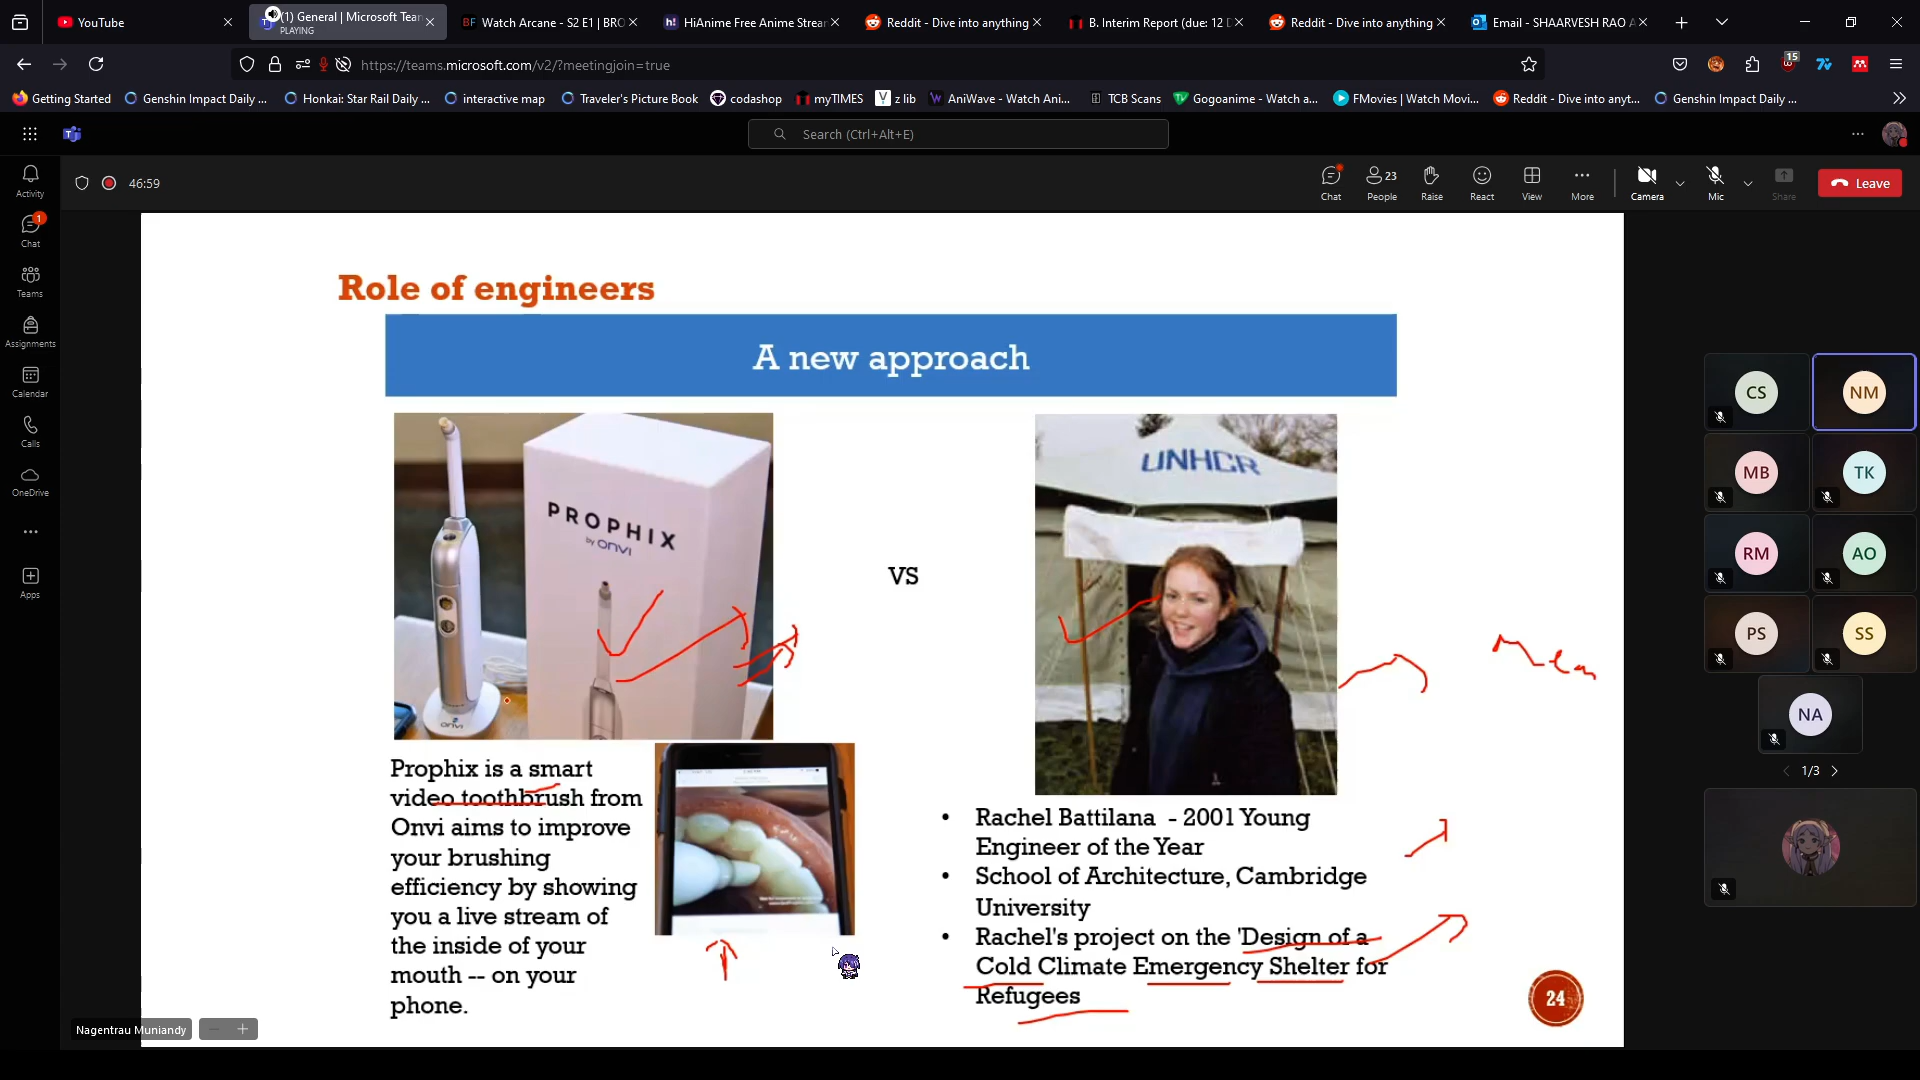 YouTube
(1) General | Microsoft Tean
PLAYING
BF Watch Arcane - S2 E1 | BRO
h! HiAnime Free Anime Strear
Reddit - Dive into anything
B. Interim Report (due: 12 D
Reddit - Dive into anything
Email - SHAARVESH RAO A
https://teams.microsoft.com/v2/?meetingjoin=true
15
Getting Started
Genshin Impact Daily ...
Honkai: Star Rail Daily ...
interactive map
Traveler's Picture Book
codashop
myTIMES
Z z lib
AniWave - Watch Ani...
TCB Scans
Gogoanime - Watch a...
FMovies | Watch Movi...
Reddit - Dive into anyt...
Genshin Impact Daily ...
Search (Ctrl+Alt+E)
46:59
Chat
23
People
Raise
React
View
More
Camera
Mic
Share
Leave
Activity
1
Chat
Teams
Assignments
Calendar
Calls
OneDrive
Apps
Role of engineers
A new approach
PROPHIX
by onvi
onvi
VS
UNHCR
Prophix is a smart
video toothbrush from
Onvi aims to improve
your brushing
efficiency by showing
you a live stream of
the inside of your
mouth -- on your
phone.
• Rachel Battilana - 2001 Young
Engineer of the Year
• School of Architecture, Cambridge
University
• Rachel's project on the 'Design of a
Cold Climate Emergency Shelter for
Refugees
24
Nagentrau Muniandy
CS
NM
MB
TK
RM
AO
PS
SS
NA
1/3